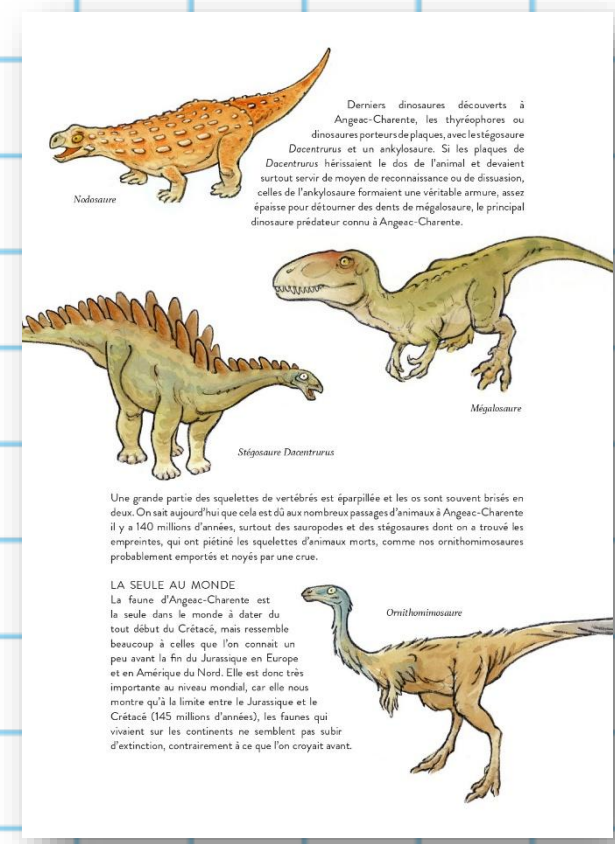 Derniers dinosaures découverts à
Angeac-Charente, les thyréophores ou
dinosaures porteurs de plaques, avec le stégosaure
Dacentrurus et un ankylosaure. Si les plaques de
Dacentrurus hérissaient le dos de l'animal et devaient
surtout servir de moyen de reconnaissance ou de dissuasion,
celles de l'ankylosaure formaient une véritable armure, assez
épaisse pour détourner des dents de mégalosaure, le principal
dinosaure prédateur connu à Angeac-Charente.
Nodosaure
Mégalosaure
Stégosaure Dacentrurus
Une grande partie des squelettes de vertébrés est éparpillée et les os sont souvent brisés en
deux. On sait aujourd'hui que cela est dû aux nombreux passages d'animaux à Angeac-Charente
il y a 140 millions d'années, surtout des sauropodes et des stégosaures dont on a trouvé les
empreintes, qui ont piétiné les squelettes d'animaux morts, comme nos ornithomimosaures
probablement emportés et noyés par une crue.
LA SEULE AU MONDE
La faune d'Angeac-Charente est
la seule dans le monde à dater du
tout début du Crétacé, mais ressemble
beaucoup à celles que l'on connait un
peu avant la fin du Jurassique en Europe
et en Amérique du Nord. Elle est donc très
importante au niveau mondial, car elle nous
montre qu'à la limite entre le Jurassique et le
Crétacé (145 millions d'années), les faunes qui
vivaient sur les continents ne semblent pas subir
d'extinction, contrairement à ce que l'on croyait avant.
Ornithomimosaure